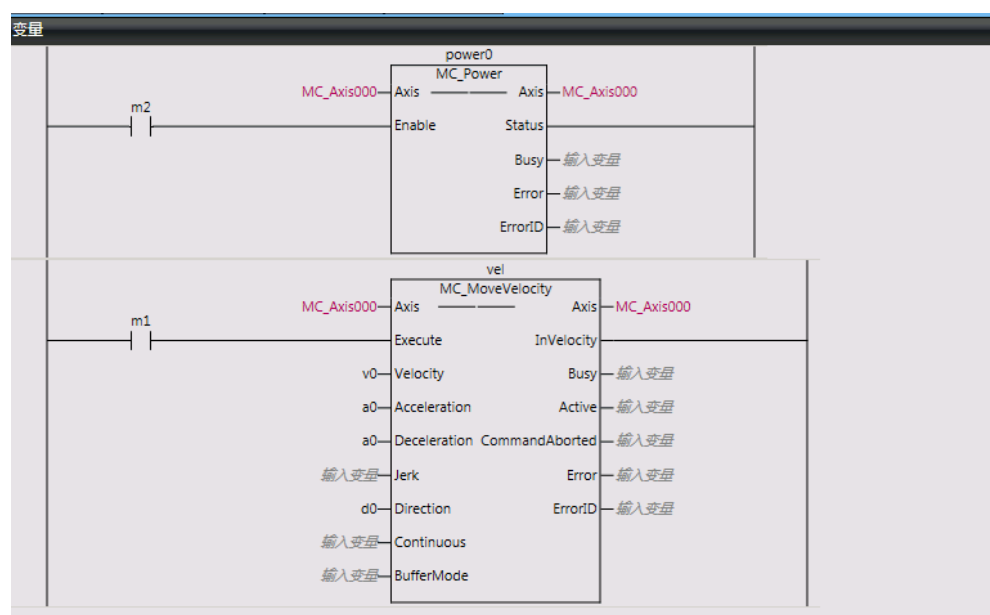 变量
power0
MC_Power
MC_Axis000 Axis Axis MC_Axis000
m2
Enable Status
Busy 输入变量
Error 输入变量
ErrorID 输入变量
vel
MC_MoveVelocity
MC_Axis000 Axis Axis MC_Axis000
m1
Execute InVelocity
v0 Velocity Busy 输入变量
a0 Acceleration Active 输入变量
a0 Deceleration CommandAborted 输入变量
输入变量 Jerk Error 输入变量
d0 Direction ErrorID 输入变量
输入变量 Continuous
输入变量 BufferMode